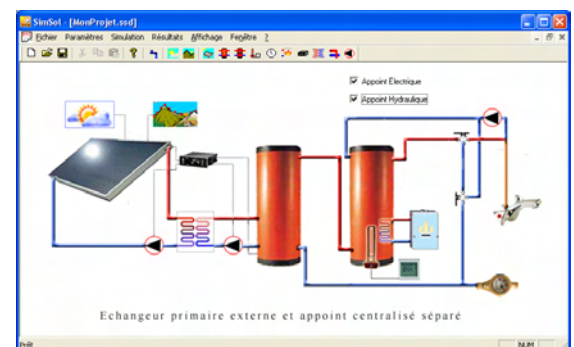 SimSol - [MonProjet.ssd]
Fichier Paramètres Simulation Résultats Affichage Fenêtre ?
Appoint Électrique
Appoint Hydraulique
Echangeur primaire externe et appoint centralisé séparé
Prêt
NUM